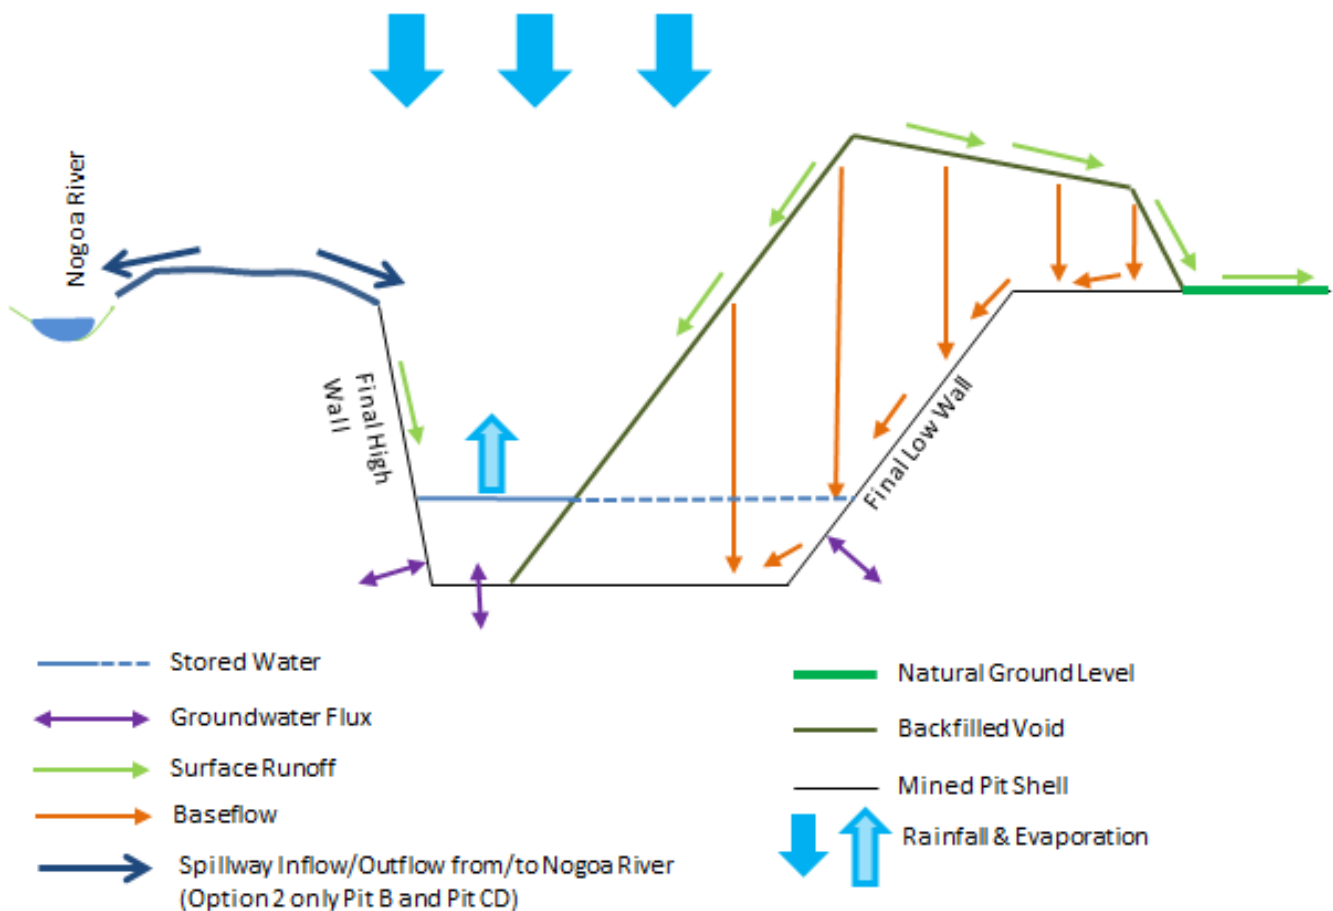 Nogoa River
Final High
Wall
Final Low Wall
Stored Water
Groundwater Flux
Surface Runoff
Baseflow
Spillway Inflow/Outflow from/to Nogoa River
(Option 2 only Pit B and Pit CD)
Natural Ground Level
Backfilled Void
Mined Pit Shell
Rainfall & Evaporation